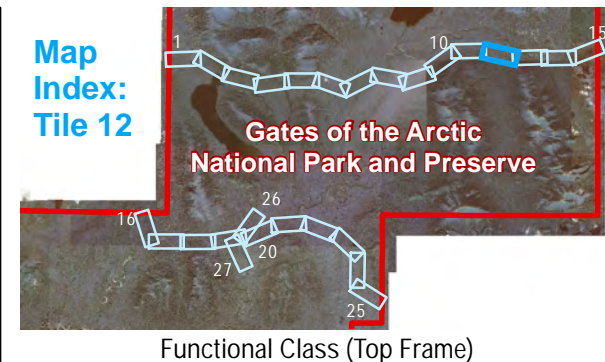 Map
Index:
Tile 12
1
10
15
Gates of the Arctic
National Park and Preserve
16
26
20
27
25
Functional Class (Top Frame)